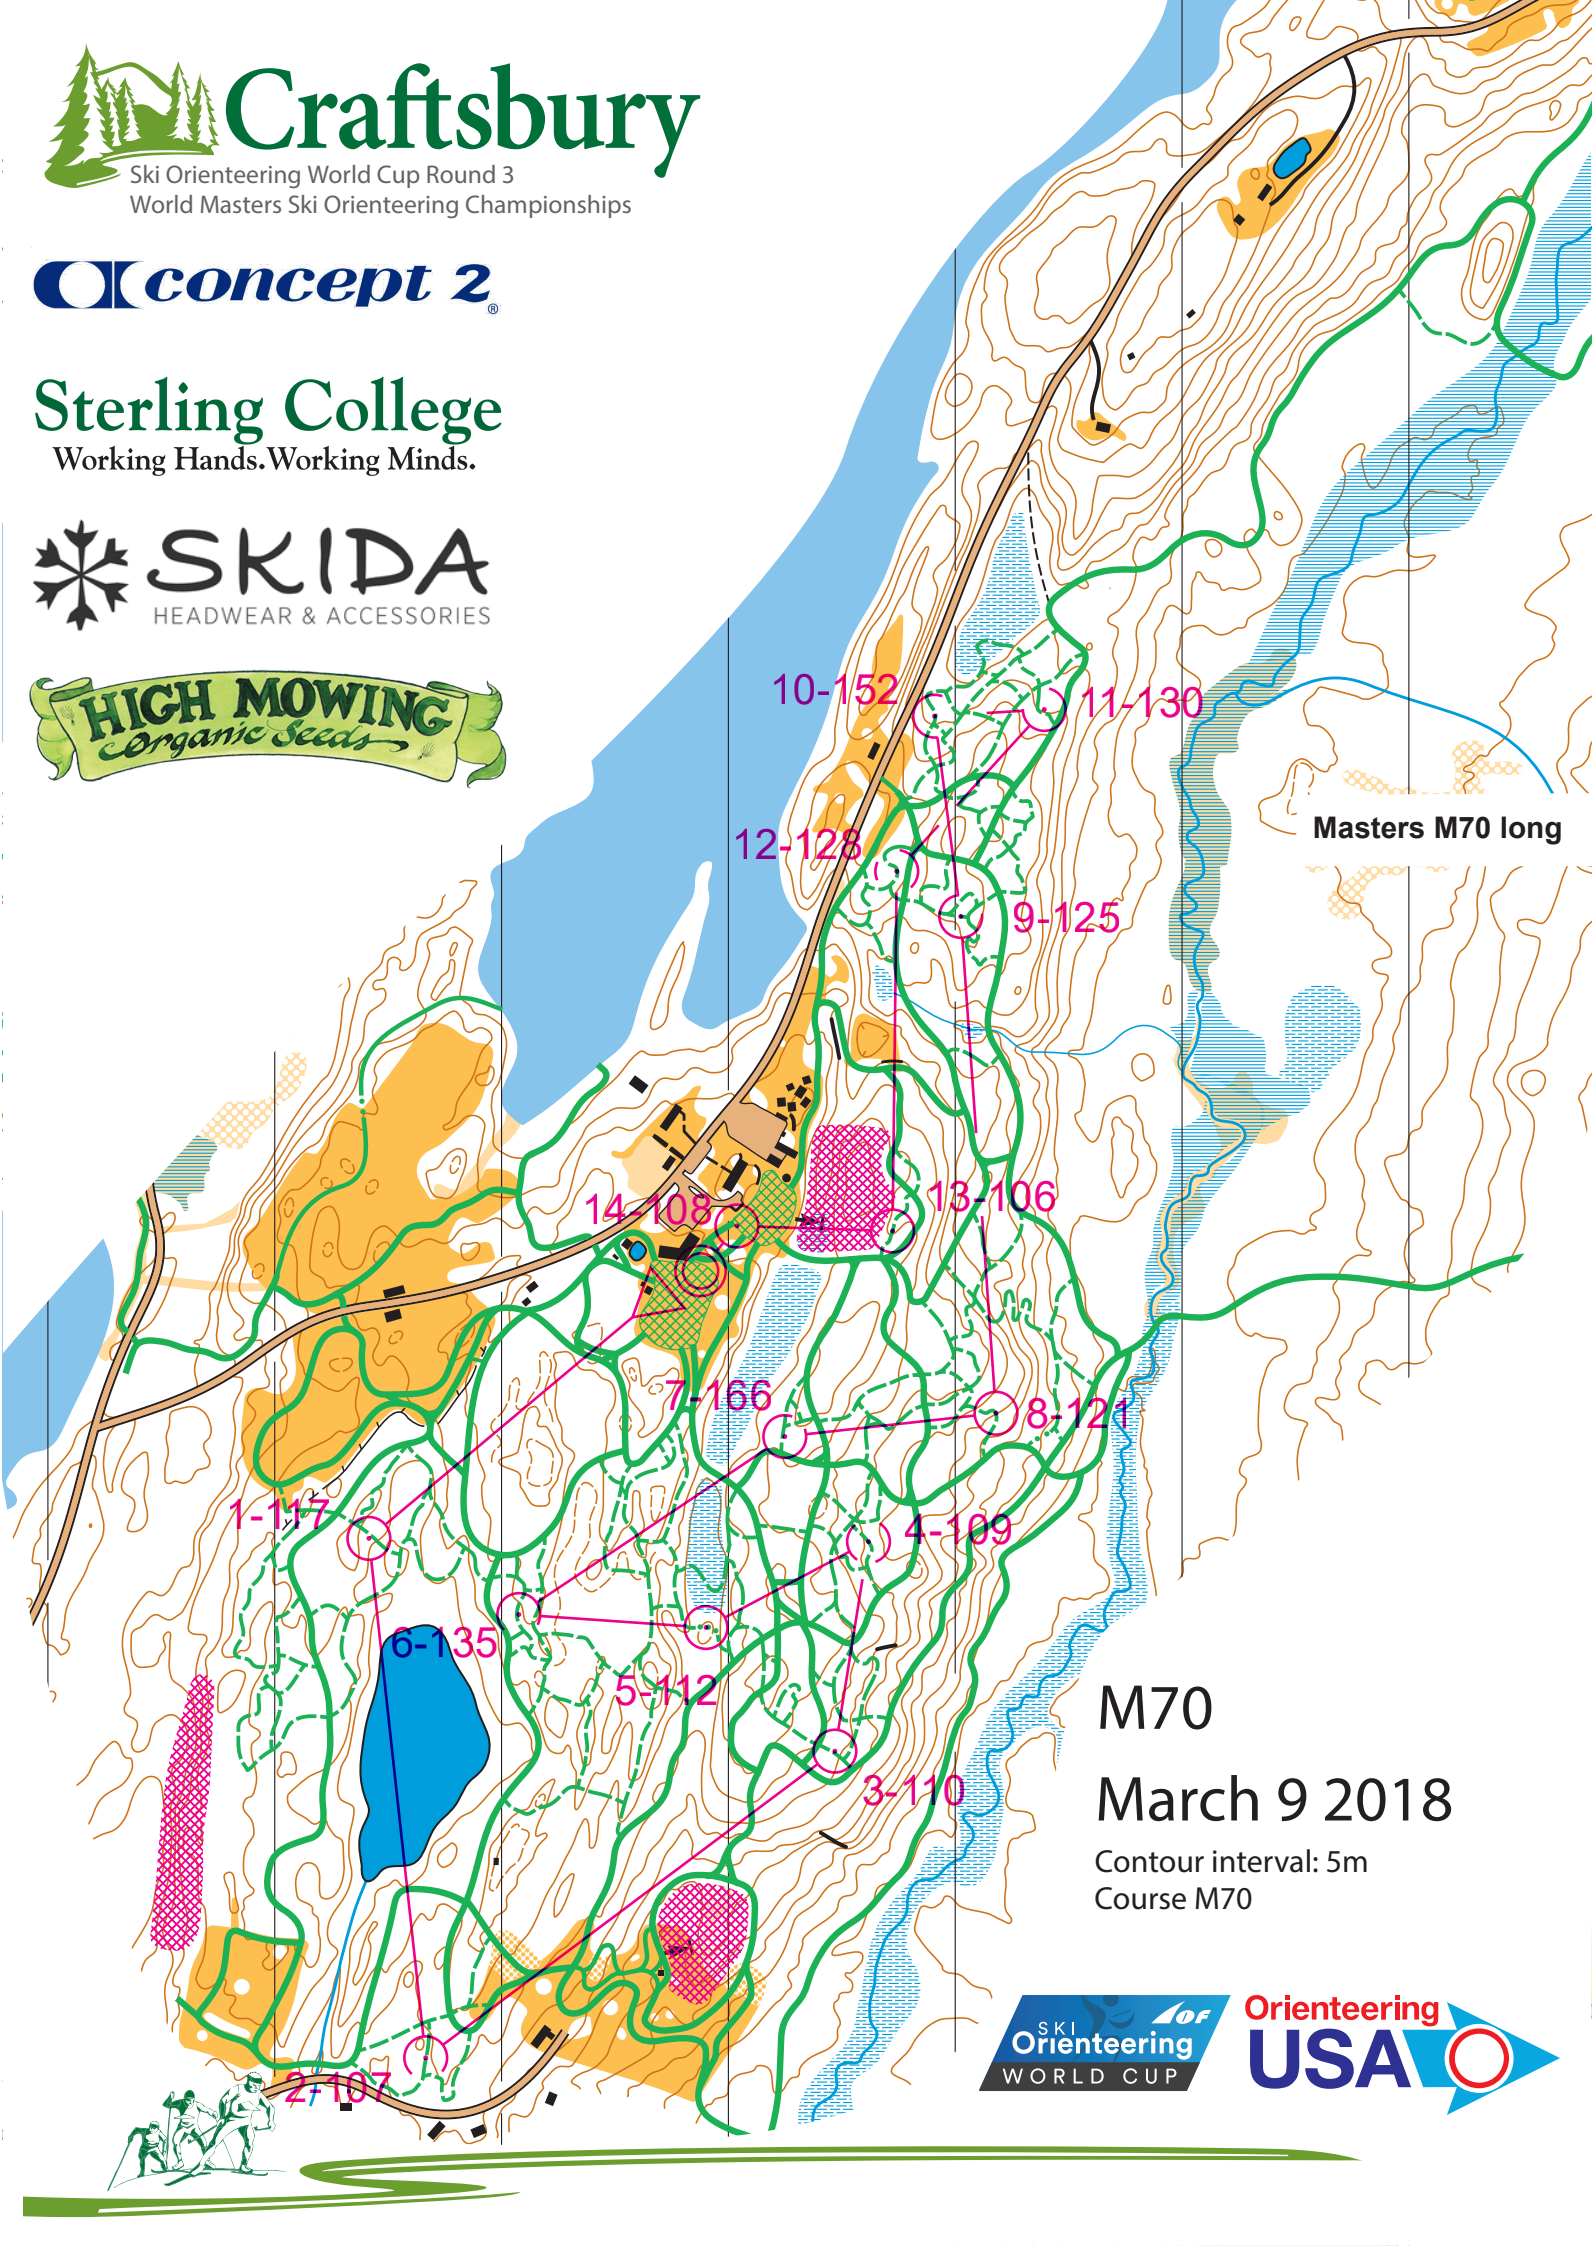 Craftsbury
Ski Orienteering World Cup Round 3
World Masters Ski Orienteering Championships
concept 2®
Sterling College
Working Hands.Working Minds.
SKIDA
HEADWEAR & ACCESSORIES
HIGH MOWING
Organic Seeds
10-152
11-130
Masters M70 long
12-128
9-125
14-108
13-106
7-166
8-121
1-117
4-109
6-135
5-112
3-110
2-107
M70
March 9 2018
Contour interval: 5m
Course M70
IOF
SKI
Orienteering
WORLD CUP
Orienteering
USA